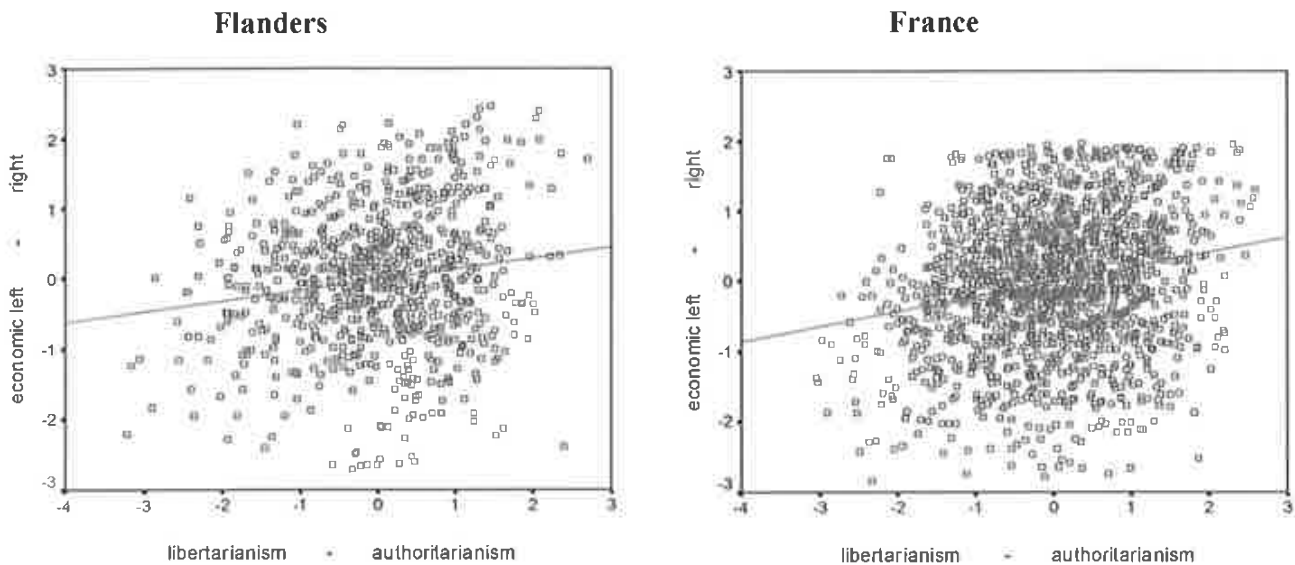 Flanders
3
2
1
0
-1
-2
-3
-4 -3 -2 -1 0 1 2 3
economic left - right
libertarianism - authoritarianism
France
3
2
1
0
-1
-2
-3
-4 -3 -2 -1 0 1 2 3
economic left - right
libertarianism - authoritarianism